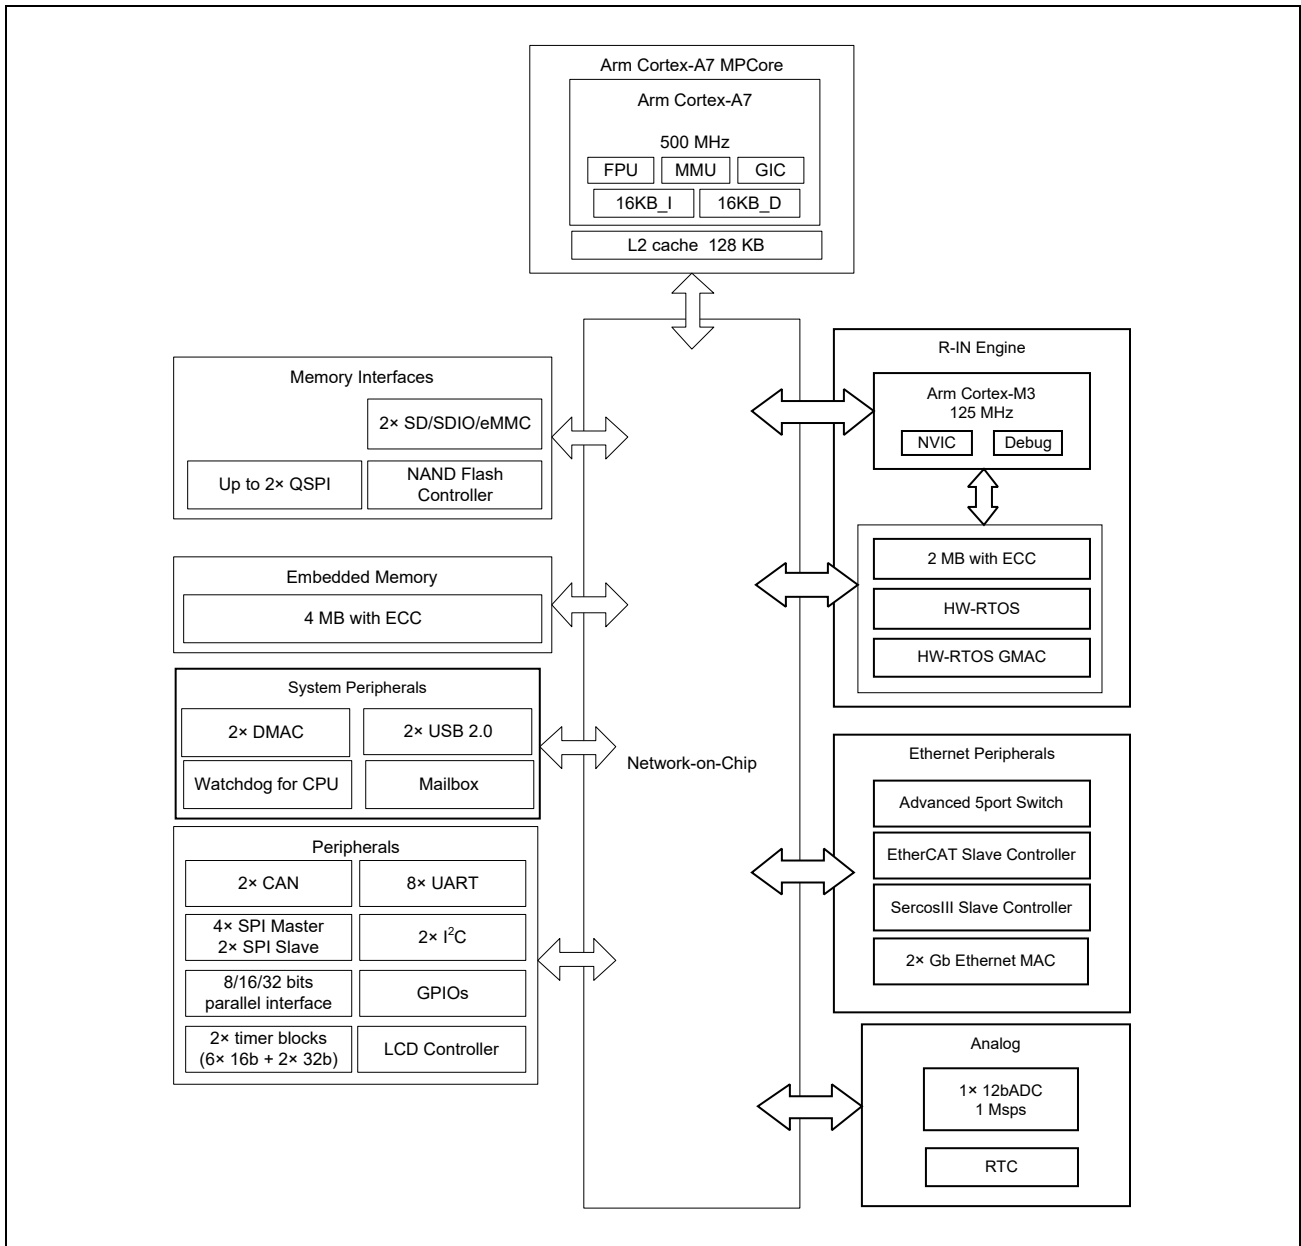 Arm Cortex-A7 MPCore
Arm Cortex-A7
500 MHz
FPU
MMU
GIC
16KB_I
16KB_D
L2 cache 128 KB
Memory Interfaces
2× SD/SDIO/eMMC
Up to 2× QSPI
NAND Flash
Controller
Embedded Memory
4 MB with ECC
System Peripherals
2× DMAC
2× USB 2.0
Watchdog for CPU
Mailbox
Peripherals
2× CAN
8× UART
4× SPI Master
2× SPI Slave
2× I²C
8/16/32 bits
parallel interface
GPIOs
2× timer blocks
(6× 16b + 2× 32b)
LCD Controller
Network-on-Chip
R-IN Engine
Arm Cortex-M3
125 MHz
NVIC
Debug
2 MB with ECC
HW-RTOS
HW-RTOS GMAC
Ethernet Peripherals
Advanced 5port Switch
EtherCAT Slave Controller
SercosIII Slave Controller
2× Gb Ethernet MAC
Analog
1× 12bADC
1 Msps
RTC